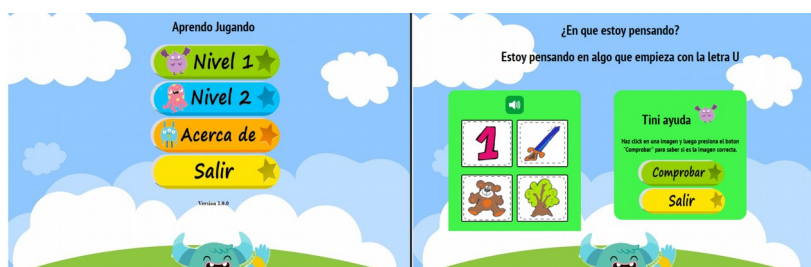 Aprendo Jugando
Nivel 1
Nivel 2
Acerca de
Salir
Version 1.0.0
¿En que estoy pensando?
Estoy pensando en algo que empieza con la letra U
1
Tini ayuda
Haz click en una imagen y luego presiona el boton
"Comprobar" para saber si es la imagen correcta.
Comprobar
Salir